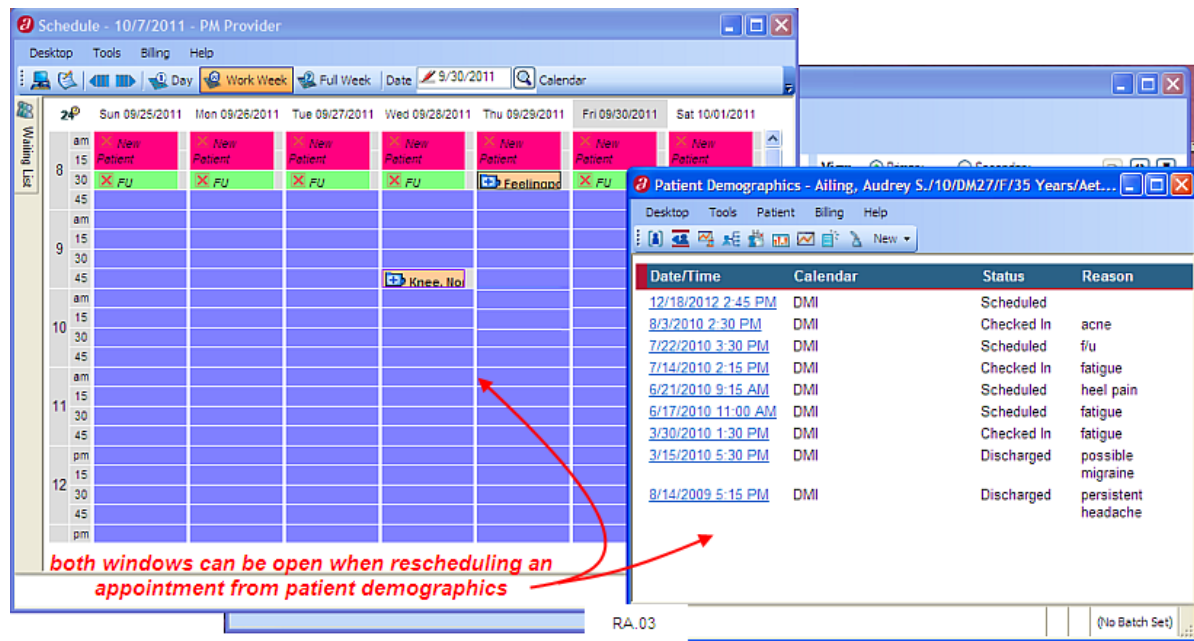 Schedule - 10/7/2011 - PM Provider
Desktop Tools Billing Help
Day Work Week Full Week Date 9/30/2011 Calendar
Waiting List
24 Sun 09/25/2011 Mon 09/26/2011 Tue 09/27/2011 Wed 09/28/2011 Thu 09/29/2011 Fri 09/30/2011 Sat 10/01/2011
8 am New Patient New Patient New Patient New Patient New Patient New Patient New Patient
15
30 FU FU FU FU FU
45
9 am
15
30
45 Knee, No
10 am
15
30
45
11 am
15
30
45
12 pm
15
30
45
pm
both windows can be open when rescheduling an
appointment from patient demographics
Patient Demographics - Ailing, Audrey S./10/DM27/F/35 Years/Aet...
Desktop Tools Patient Billing Help
New
Date/Time Calendar Status Reason
12/18/2012 2:45 PM DMI Scheduled
8/3/2010 2:30 PM DMI Checked In acne
7/22/2010 3:30 PM DMI Scheduled f/u
7/14/2010 2:15 PM DMI Checked In fatigue
6/21/2010 9:15 AM DMI Scheduled heel pain
6/17/2010 11:00 AM DMI Scheduled fatigue
3/30/2010 1:30 PM DMI Checked In fatigue
3/15/2010 5:30 PM DMI Discharged possible
migraine
8/14/2009 5:15 PM DMI Discharged persistent
headache
RA.03
(No Batch Set)